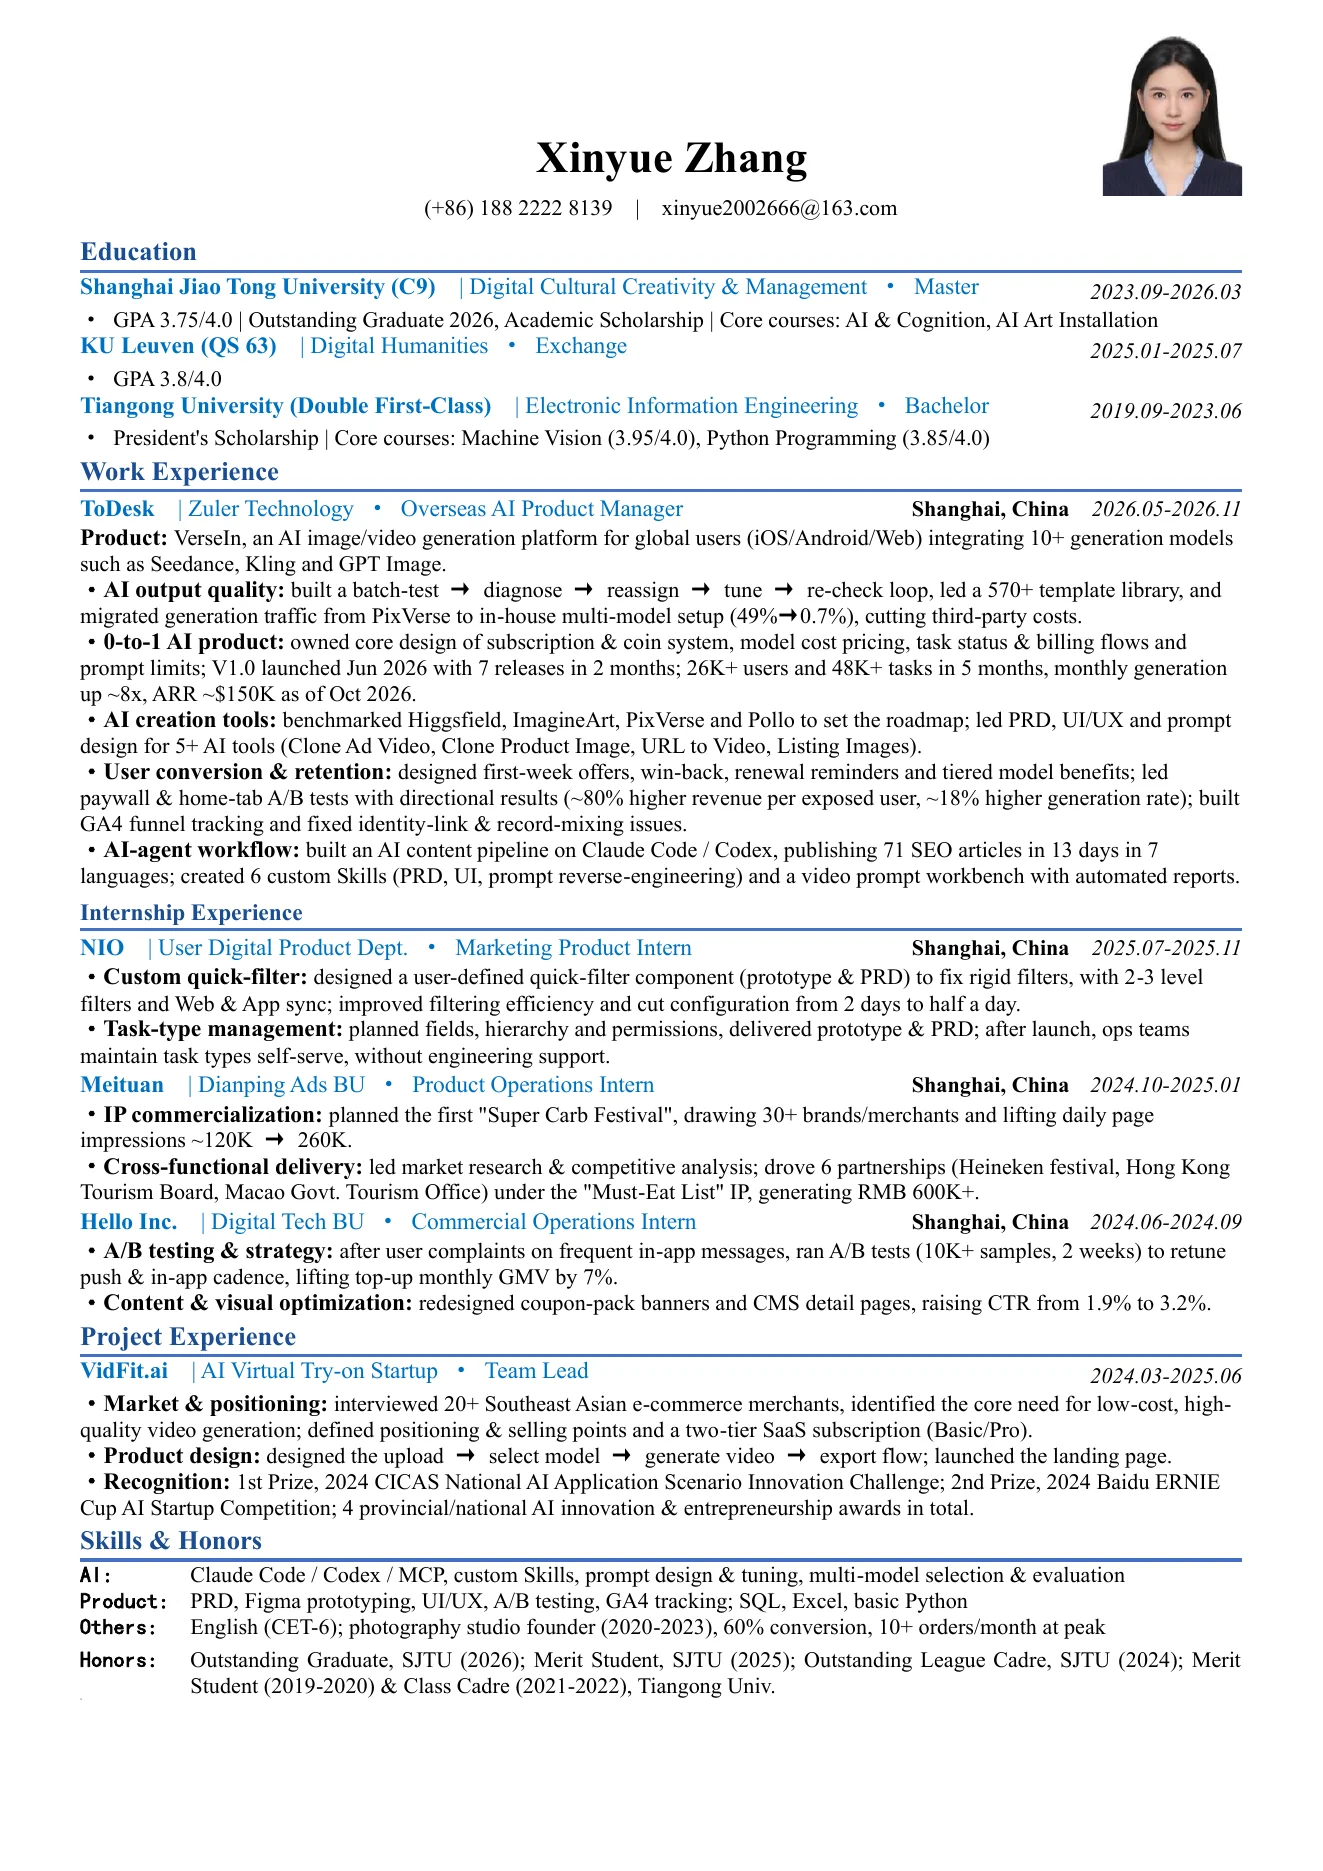 Xinyue Zhang
(+86) 188 2222 8139 | xinyue2002666@163.com
Education
Shanghai Jiao Tong University (C9) | Digital Cultural Creativity & Management • Master 2023.09-2026.03
• GPA 3.75/4.0 | Outstanding Graduate 2026, Academic Scholarship | Core courses: AI & Cognition, AI Art Installation
KU Leuven (QS 63) | Digital Humanities • Exchange 2025.01-2025.07
• GPA 3.8/4.0
Tiangong University (Double First-Class) | Electronic Information Engineering • Bachelor 2019.09-2023.06
• President's Scholarship | Core courses: Machine Vision (3.95/4.0), Python Programming (3.85/4.0)
Work Experience
ToDesk | Zuler Technology • Overseas AI Product Manager Shanghai, China 2026.05-2026.11
Product: VerseIn, an AI image/video generation platform for global users (iOS/Android/Web) integrating 10+ generation models
such as Seedance, Kling and GPT Image.
• AI output quality: built a batch-test ➞ diagnose ➞ reassign ➞ tune ➞ re-check loop, led a 570+ template library, and
migrated generation traffic from PixVerse to in-house multi-model setup (49%➞0.7%), cutting third-party costs.
• 0-to-1 AI product: owned core design of subscription & coin system, model cost pricing, task status & billing flows and
prompt limits; V1.0 launched Jun 2026 with 7 releases in 2 months; 26K+ users and 48K+ tasks in 5 months, monthly generation
up ~8x, ARR ~$150K as of Oct 2026.
• AI creation tools: benchmarked Higgsfield, ImagineArt, PixVerse and Pollo to set the roadmap; led PRD, UI/UX and prompt
design for 5+ AI tools (Clone Ad Video, Clone Product Image, URL to Video, Listing Images).
• User conversion & retention: designed first-week offers, win-back, renewal reminders and tiered model benefits; led
paywall & home-tab A/B tests with directional results (~80% higher revenue per exposed user, ~18% higher generation rate); built
GA4 funnel tracking and fixed identity-link & record-mixing issues.
• AI-agent workflow: built an AI content pipeline on Claude Code / Codex, publishing 71 SEO articles in 13 days in 7
languages; created 6 custom Skills (PRD, UI, prompt reverse-engineering) and a video prompt workbench with automated reports.
Internship Experience
NIO | User Digital Product Dept. • Marketing Product Intern Shanghai, China 2025.07-2025.11
• Custom quick-filter: designed a user-defined quick-filter component (prototype & PRD) to fix rigid filters, with 2-3 level
filters and Web & App sync; improved filtering efficiency and cut configuration from 2 days to half a day.
• Task-type management: planned fields, hierarchy and permissions, delivered prototype & PRD; after launch, ops teams
maintain task types self-serve, without engineering support.
Meituan | Dianping Ads BU • Product Operations Intern Shanghai, China 2024.10-2025.01
• IP commercialization: planned the first "Super Carb Festival", drawing 30+ brands/merchants and lifting daily page
impressions ~120K ➞ 260K.
• Cross-functional delivery: led market research & competitive analysis; drove 6 partnerships (Heineken festival, Hong Kong
Tourism Board, Macao Govt. Tourism Office) under the "Must-Eat List" IP, generating RMB 600K+.
Hello Inc. | Digital Tech BU • Commercial Operations Intern Shanghai, China 2024.06-2024.09
• A/B testing & strategy: after user complaints on frequent in-app messages, ran A/B tests (10K+ samples, 2 weeks) to retune
push & in-app cadence, lifting top-up monthly GMV by 7%.
• Content & visual optimization: redesigned coupon-pack banners and CMS detail pages, raising CTR from 1.9% to 3.2%.
Project Experience
VidFit.ai | AI Virtual Try-on Startup • Team Lead 2024.03-2025.06
• Market & positioning: interviewed 20+ Southeast Asian e-commerce merchants, identified the core need for low-cost, high-
quality video generation; defined positioning & selling points and a two-tier SaaS subscription (Basic/Pro).
• Product design: designed the upload ➞ select model ➞ generate video ➞ export flow; launched the landing page.
• Recognition: 1st Prize, 2024 CICAS National AI Application Scenario Innovation Challenge; 2nd Prize, 2024 Baidu ERNIE
Cup AI Startup Competition; 4 provincial/national AI innovation & entrepreneurship awards in total.
Skills & Honors
AI: Claude Code / Codex / MCP, custom Skills, prompt design & tuning, multi-model selection & evaluation
Product: PRD, Figma prototyping, UI/UX, A/B testing, GA4 tracking; SQL, Excel, basic Python
Others: English (CET-6); photography studio founder (2020-2023), 60% conversion, 10+ orders/month at peak
Honors: Outstanding Graduate, SJTU (2026); Merit Student, SJTU (2025); Outstanding League Cadre, SJTU (2024); Merit
Student (2019-2020) & Class Cadre (2021-2022), Tiangong Univ.